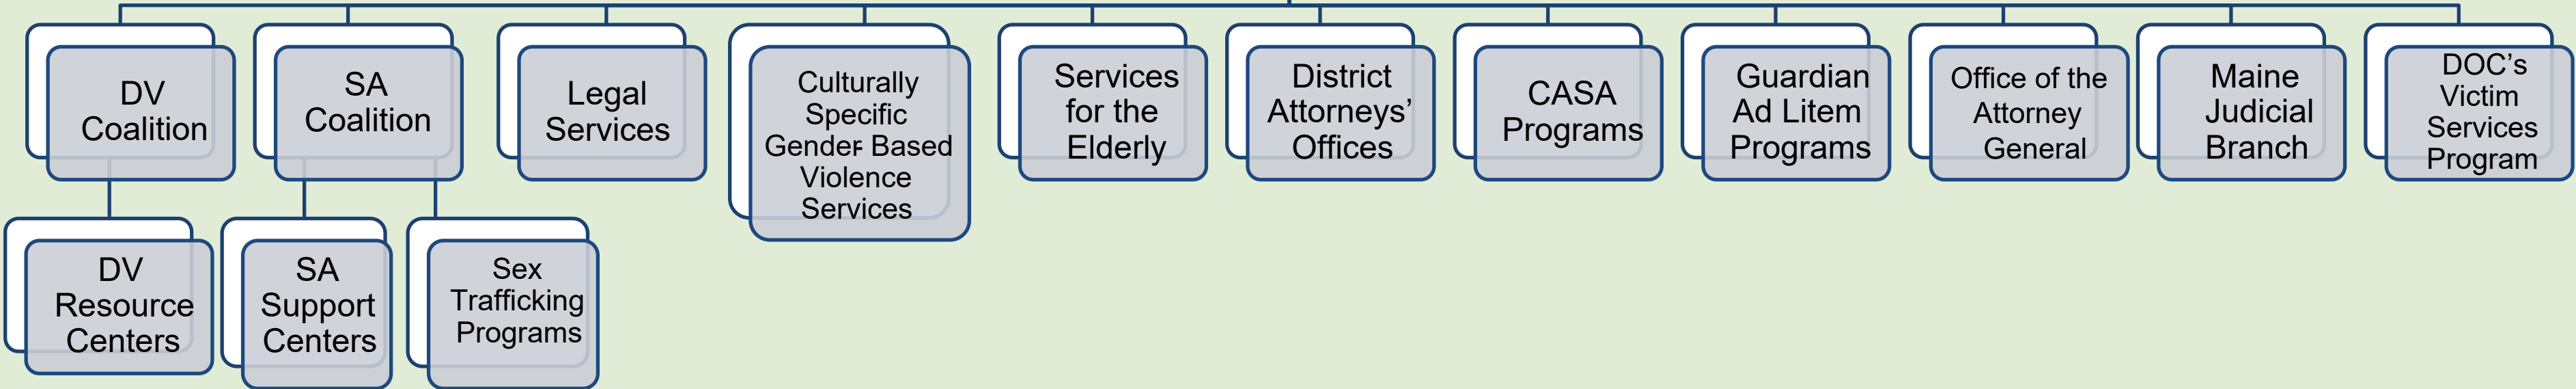 DV
Coalition
SA
Coalition
Legal
Services
Culturally
Specific
Gender- Based
Violence
Services
Services
for the
Elderly
District
Attorneys’
Offices
CASA
Programs
Guardian
Ad Litem
Programs
Office of the
Attorney
General
Maine
Judicial
Branch
DOC’s
Victim
Services
Program
DV
Resource
Centers
SA
Support
Centers
Sex
Trafficking
Programs